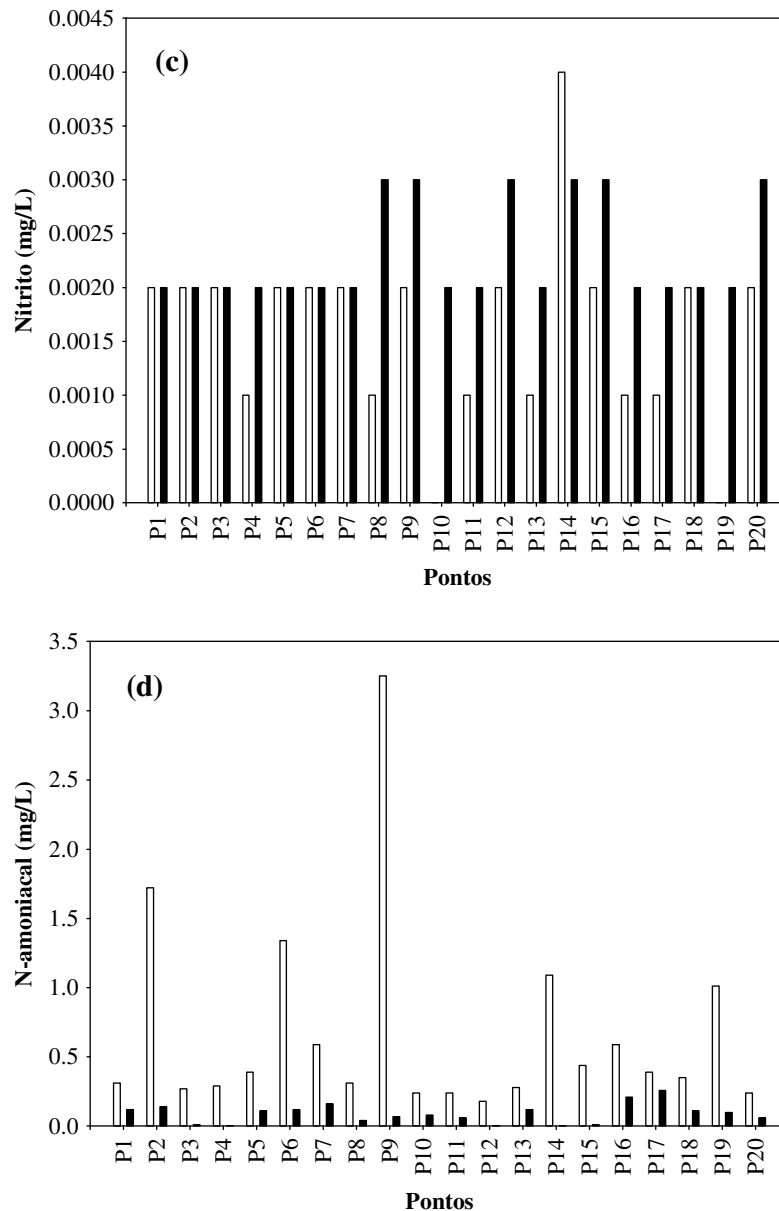 (c)
Nitrito (mg/L)
0.0045
0.0040
0.0035
0.0030
0.0025
0.0020
0.0015
0.0010
0.0005
0.0000
P1 P2 P3 P4 P5 P6 P7 P8 P9 P10 P11 P12 P13 P14 P15 P16 P17 P18 P19 P20
Pontos
(d)
N-amoniacal (mg/L)
3.5
3.0
2.5
2.0
1.5
1.0
0.5
0.0
P1 P2 P3 P4 P5 P6 P7 P8 P9 P10 P11 P12 P13 P14 P15 P16 P17 P18 P19 P20
Pontos